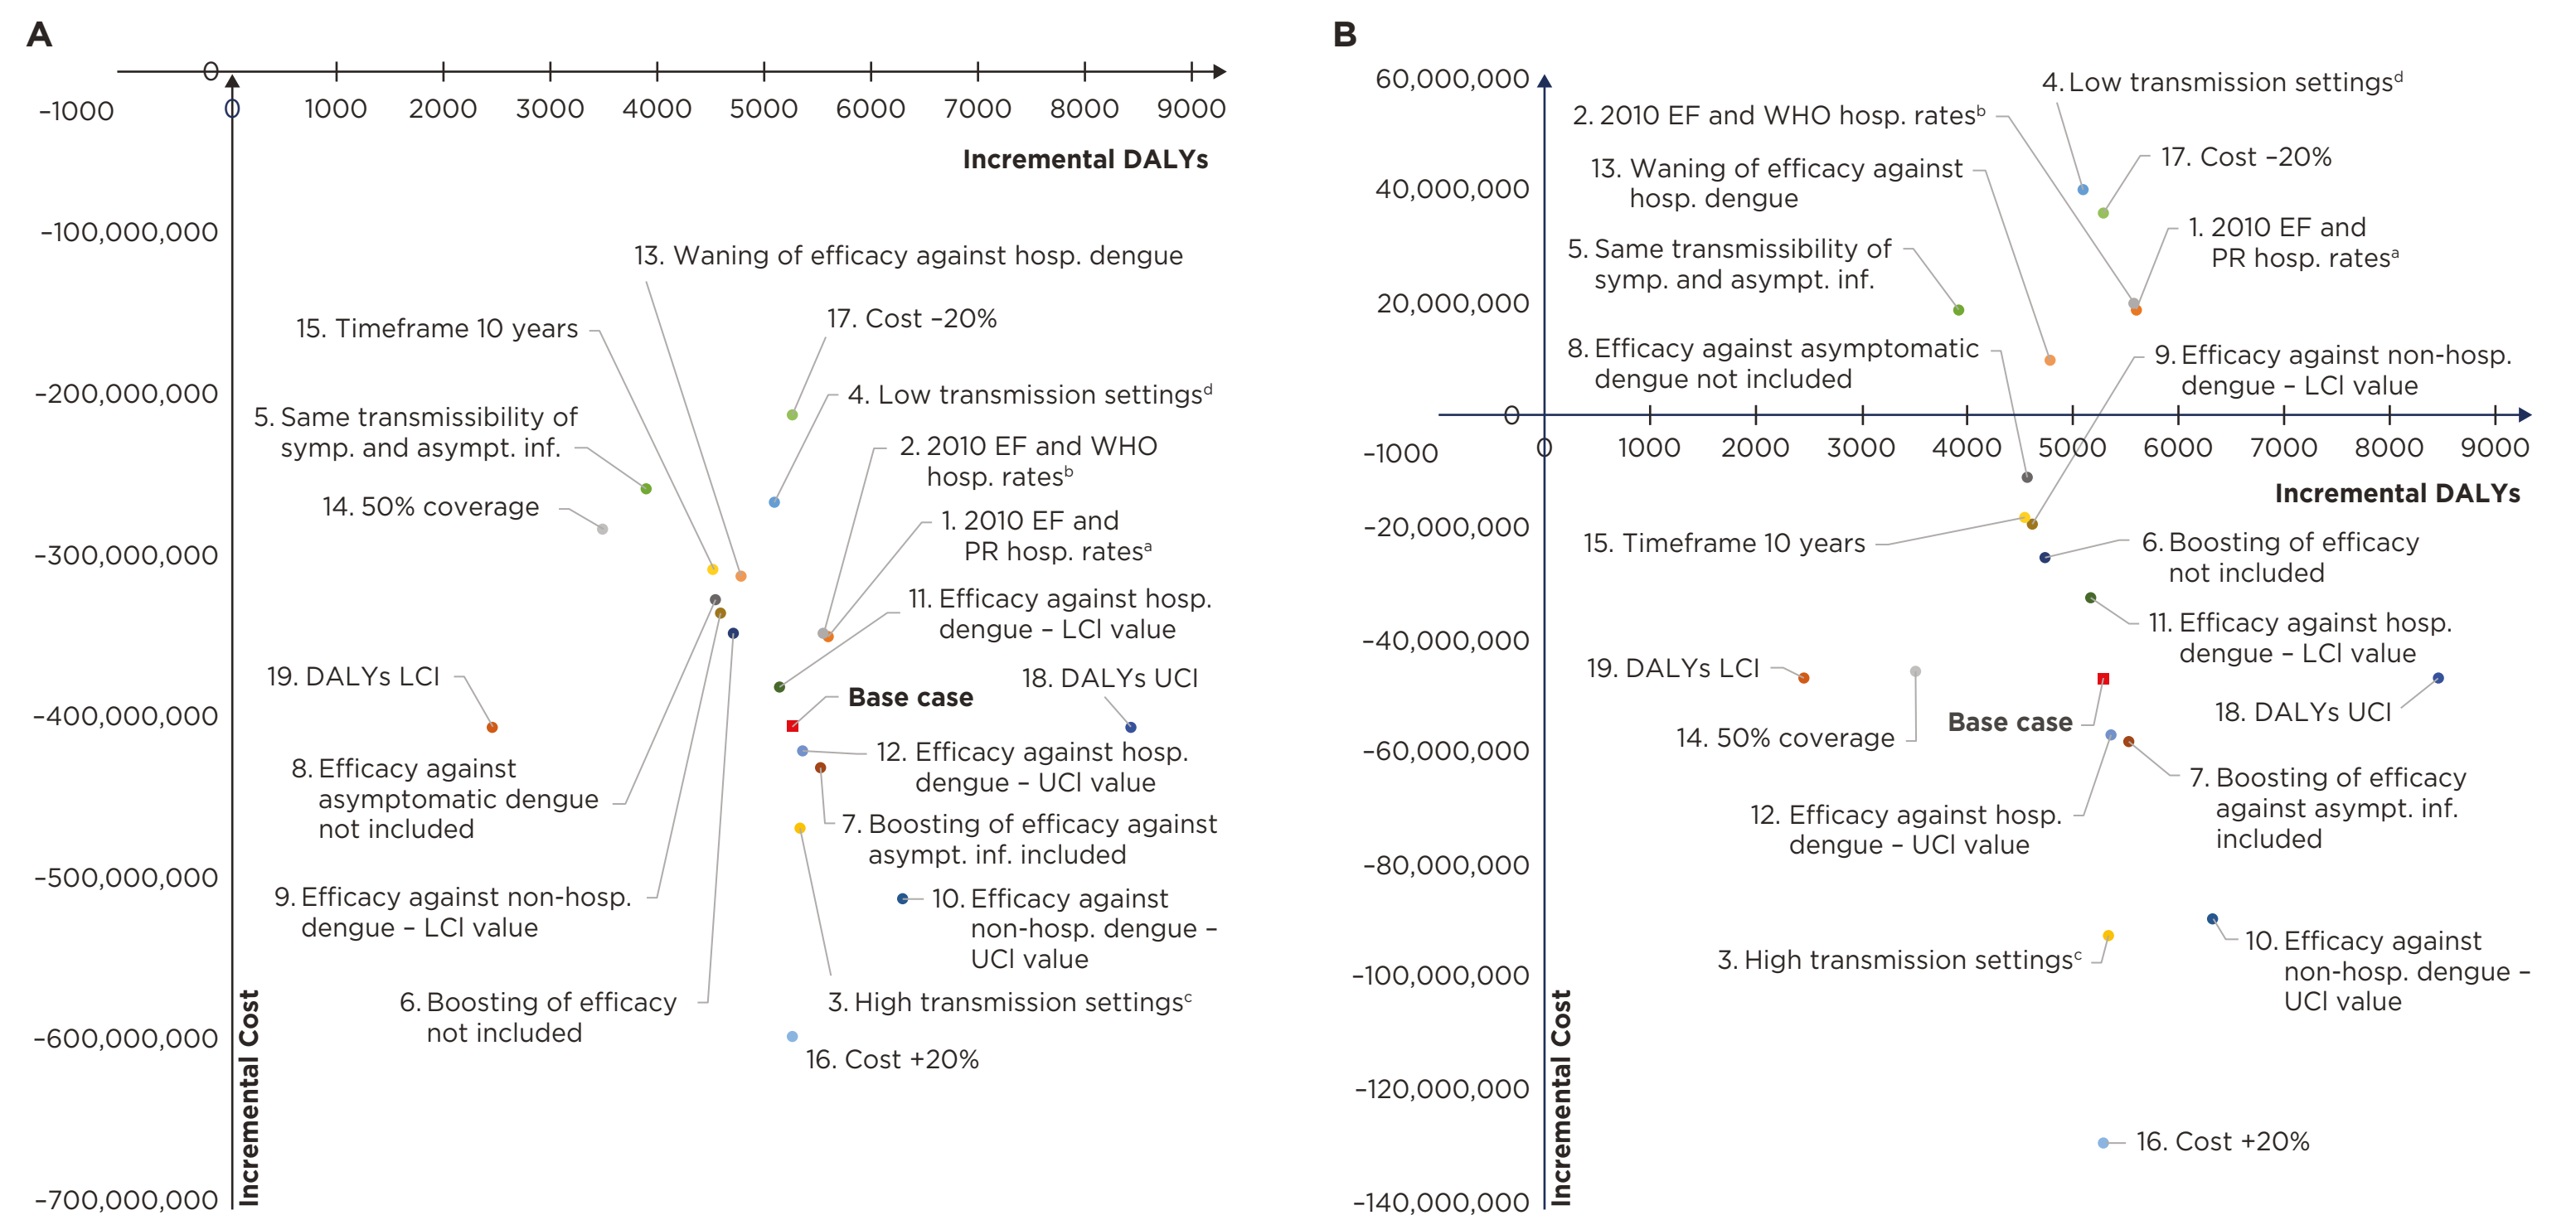 A
0
-1000
0
1000
2000
3000
4000
5000
6000
7000
8000
9000
Incremental DALYs
–100,000,000
–200,000,000
–300,000,000
–400,000,000
–500,000,000
–600,000,000
–700,000,000
Incremental Cost
13. Waning of efficacy against hosp. dengue
15. Timeframe 10 years
17. Cost –20%
5. Same transmissibility of
symp. and asympt. inf.
4. Low transmission settingsᵈ
14. 50% coverage
2. 2010 EF and WHO
hosp. ratesᵇ
1. 2010 EF and
PR hosp. ratesᵃ
11. Efficacy against hosp.
dengue – LCI value
19. DALYs LCI
18. DALYs UCI
Base case
12. Efficacy against hosp.
dengue – UCI value
8. Efficacy against
asymptomatic dengue
not included
7. Boosting of efficacy against
asympt. inf. included
9. Efficacy against non-hosp.
dengue – LCI value
10. Efficacy against
non-hosp. dengue –
UCI value
6. Boosting of efficacy
not included
3. High transmission settingsᶜ
16. Cost +20%
B
60,000,000
40,000,000
20,000,000
0
–1000
0
1000
2000
3000
4000
5000
6000
7000
8000
9000
Incremental DALYs
–20,000,000
–40,000,000
–60,000,000
–80,000,000
–100,000,000
–120,000,000
–140,000,000
Incremental Cost
4. Low transmission settingsᵈ
2. 2010 EF and WHO hosp. ratesᵇ
17. Cost –20%
13. Waning of efficacy against
hosp. dengue
1. 2010 EF and
PR hosp. ratesᵃ
5. Same transmissibility of
symp. and asympt. inf.
8. Efficacy against asymptomatic
dengue not included
9. Efficacy against non-hosp.
dengue – LCI value
15. Timeframe 10 years
6. Boosting of efficacy
not included
11. Efficacy against hosp.
dengue – LCI value
19. DALYs LCI
14. 50% coverage
Base case
18. DALYs UCI
12. Efficacy against hosp.
dengue – UCI value
7. Boosting of efficacy
against asympt. inf.
included
3. High transmission settingsᶜ
10. Efficacy against
non-hosp. dengue –
UCI value
16. Cost +20%